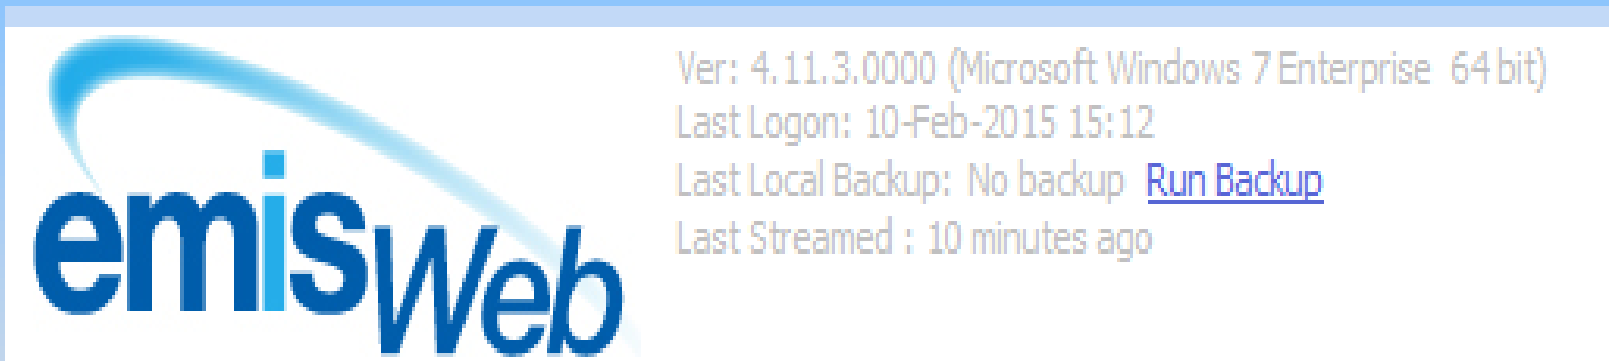 emisWeb
Ver: 4.11.3.0000 (Microsoft Windows 7 Enterprise 64 bit)
Last Logon: 10-Feb-2015 15:12
Last Local Backup: No backup Run Backup
Last Streamed : 10 minutes ago